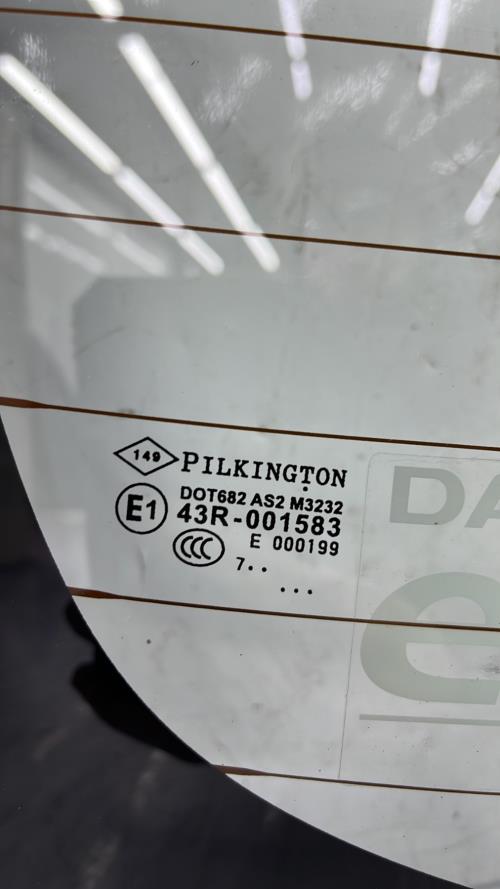 149 PILKINGTON
DOT682 AS2 M3232
E1 43R-001583
CCC E 000199
7..
...
DA
e